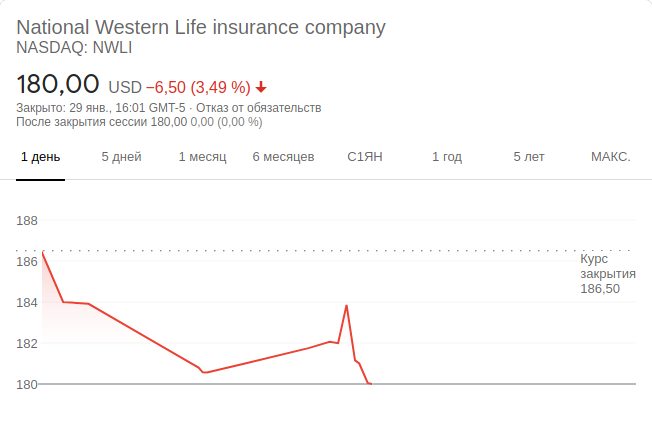 National Western Life insurance company
NASDAQ: NWLI
180,00 USD −6,50 (3,49 %)
Закрыто: 29 янв., 16:01 GMT-5 · Отказ от обязательств
После закрытия сессии 180,00 0,00 (0,00 %)
1 день 5 дней 1 месяц 6 месяцев С1ЯН 1 год 5 лет МАКС.
188
186
184
182
180
Курс
закрытия
186,50